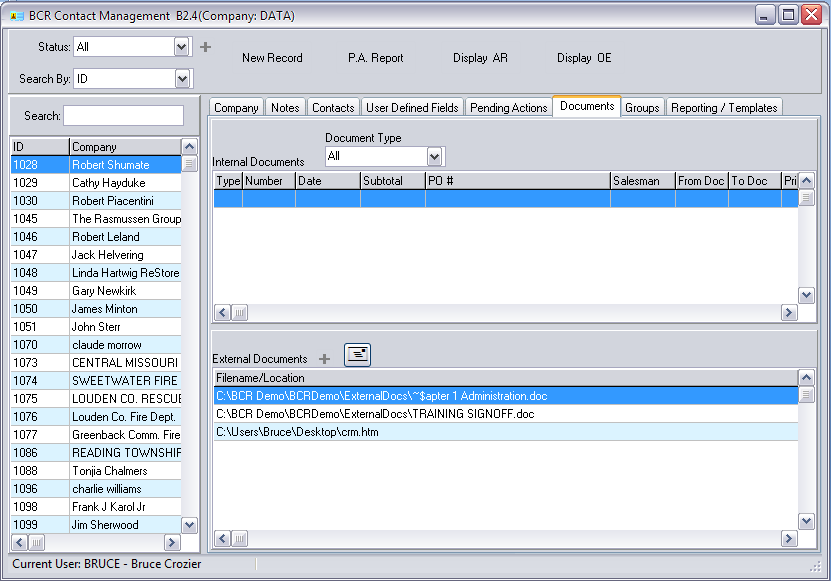 BCR Contact Management B2.4(Company: DATA)
Status: All
New Record P.A. Report Display AR Display OE
Search By: ID
Search:
Company Notes Contacts User Defined Fields Pending Actions Documents Groups Reporting / Templates
Document Type
Internal Documents All
Type Number Date Subtotal PO # Salesman From Doc To Doc Pri
External Documents
Filename/Location
C:\BCR Demo\BCRDemo\ExternalDocs\~$apter 1 Administration.doc
C:\BCR Demo\BCRDemo\ExternalDocs\TRAINING SIGNOFF.doc
C:\Users\Bruce\Desktop\crm.htm
ID Company
1028 Robert Shumate
1029 Cathy Hayduke
1030 Robert Piacentini
1045 The Rasmussen Group
1046 Robert Leland
1047 Jack Helvering
1048 Linda Hartwig ReStore
1049 Gary Newkirk
1050 James Minton
1051 John Sterr
1070 claude morrow
1073 CENTRAL MISSOURI
1074 SWEETWATER FIRE
1075 LOUDEN CO. RESCUE
1076 Louden Co. Fire Dept.
1077 Greenback Comm. Fire
1086 READING TOWNSHIP
1088 Tonjia Chalmers
1096 charlie williams
1098 Frank J Karol Jr
1099 Jim Sherwood
Current User: BRUCE - Bruce Crozier